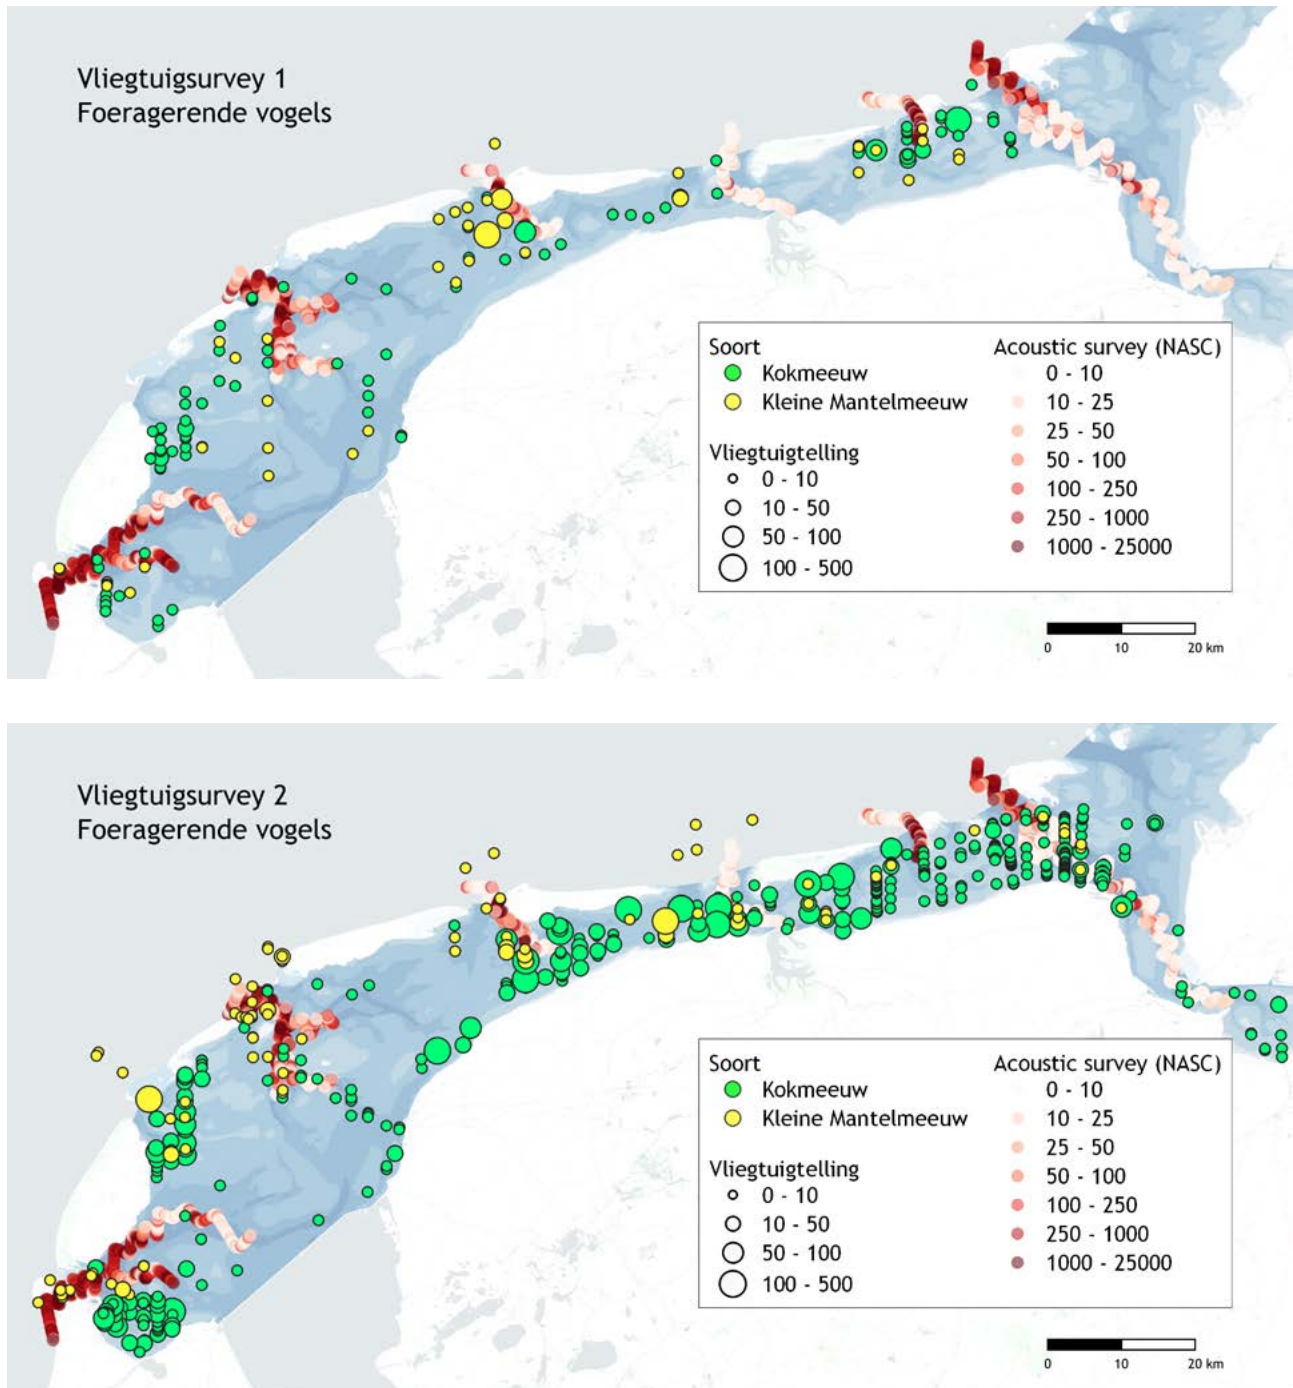 Vliegtuigsurvey 1
Foeragerende vogels
Soort
Kokmeeuw
Kleine Mantelmeeuw
Vliegtuigtelling
0 - 10
10 - 50
50 - 100
100 - 500
Acoustic survey (NASC)
0 - 10
10 - 25
25 - 50
50 - 100
100 - 250
250 - 1000
1000 - 25000
0 10 20 km
Vliegtuigsurvey 2
Foeragerende vogels
Soort
Kokmeeuw
Kleine Mantelmeeuw
Vliegtuigtelling
0 - 10
10 - 50
50 - 100
100 - 500
Acoustic survey (NASC)
0 - 10
10 - 25
25 - 50
50 - 100
100 - 250
250 - 1000
1000 - 25000
0 10 20 km